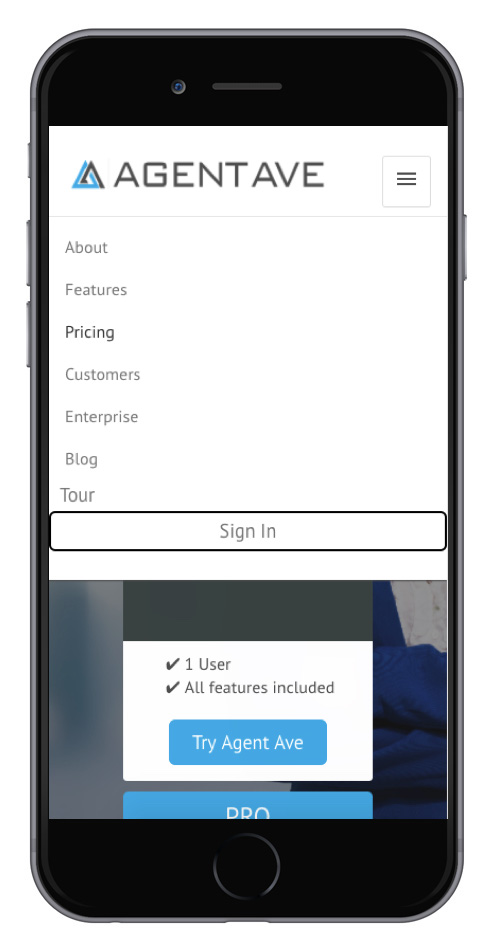 AGENTAVE
About
Features
Pricing
Customers
Enterprise
Blog
Tour
Sign In
✔ 1 User
✔ All features included
Try Agent Ave
PRO